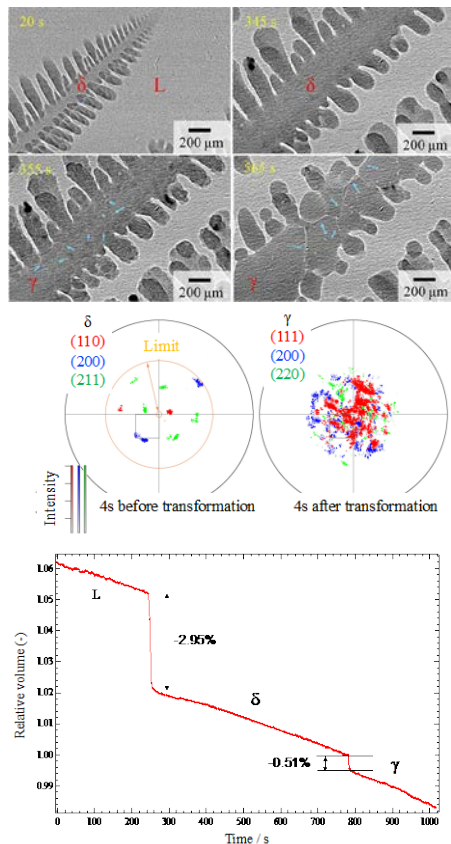 20 s
δ
L
200 μm
345 s
δ
200 μm
355 s
γ
200 μm
365 s
γ
200 μm
δ
(110)
(200)
(211)
Limit
Intensity
4s before transformation
γ
(111)
(200)
(220)
4s after transformation
Relative volume (-)
1.06
1.05
1.04
1.03
1.02
1.01
1.00
0.99
L
-2.95%
δ
-0.51%
γ
0 100 200 300 400 500 600 700 800 900 1000
Time / s